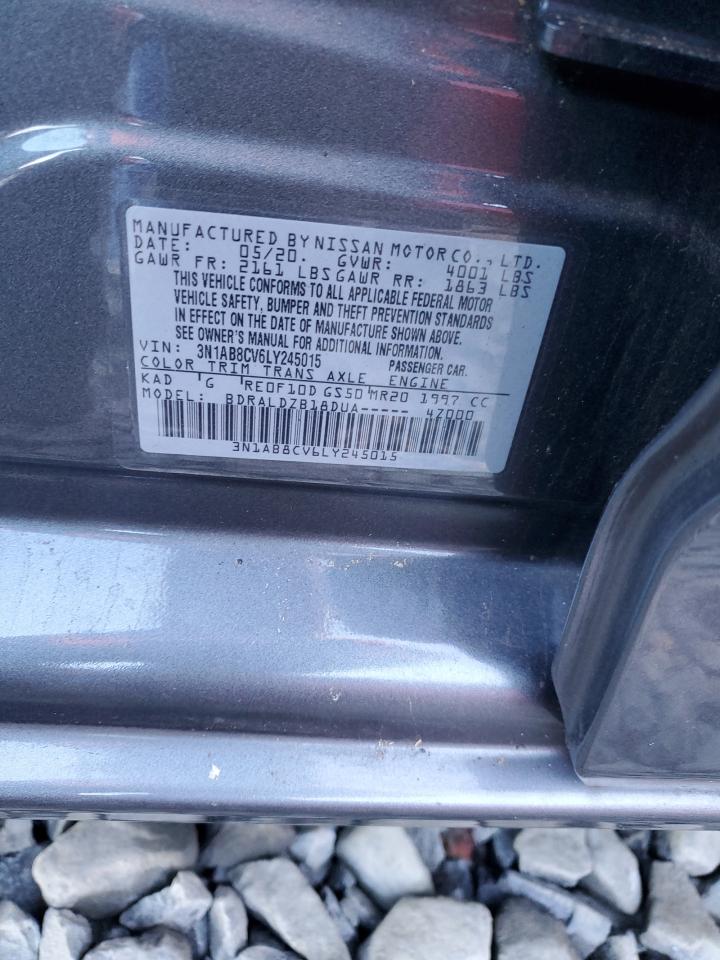 MANUFACTURED BY NISSAN MOTOR CO., LTD.
DATE: 05/20. GVWR: 4001 LBS
GAWR FR: 2161 LBS GAWR RR: 1863 LBS
THIS VEHICLE CONFORMS TO ALL APPLICABLE FEDERAL MOTOR
VEHICLE SAFETY, BUMPER AND THEFT PREVENTION STANDARDS
IN EFFECT ON THE DATE OF MANUFACTURE SHOWN ABOVE.
SEE OWNER'S MANUAL FOR ADDITIONAL INFORMATION.
VIN: 3N1AB8CV6LY245015 PASSENGER CAR.
COLOR TRIM TRANS AXLE ENGINE
KAD 'G 'RE0F10D GS50 MR20 1997 CC
MODEL: BDRALDZB18DUA----- 47000
3N1AB8CV6LY245015